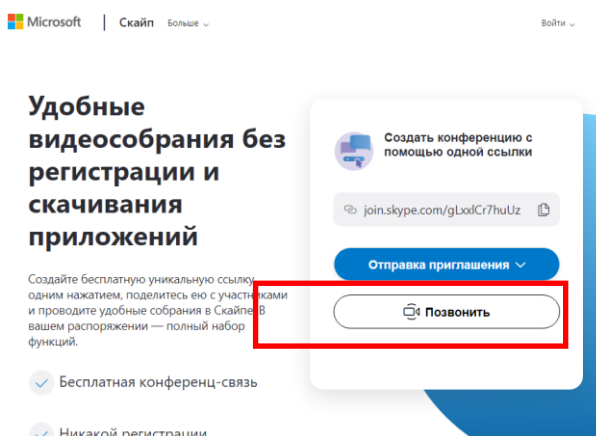 Microsoft
Скайп
Больше
Войти
Удобные
видеособрания без
регистрации и
скачивания
приложений
Создайте бесплатную уникальную ссылку
одним нажатием, поделитесь ею с участниками
и проводите удобные собрания в Скайпе. В
вашем распоряжении — полный набор
функций.
Бесплатная конференц-связь
Никакой регистрации
Создать конференцию с
помощью одной ссылки
join.skype.com/gLxxlCr7huUz
Отправка приглашения
Позвонить